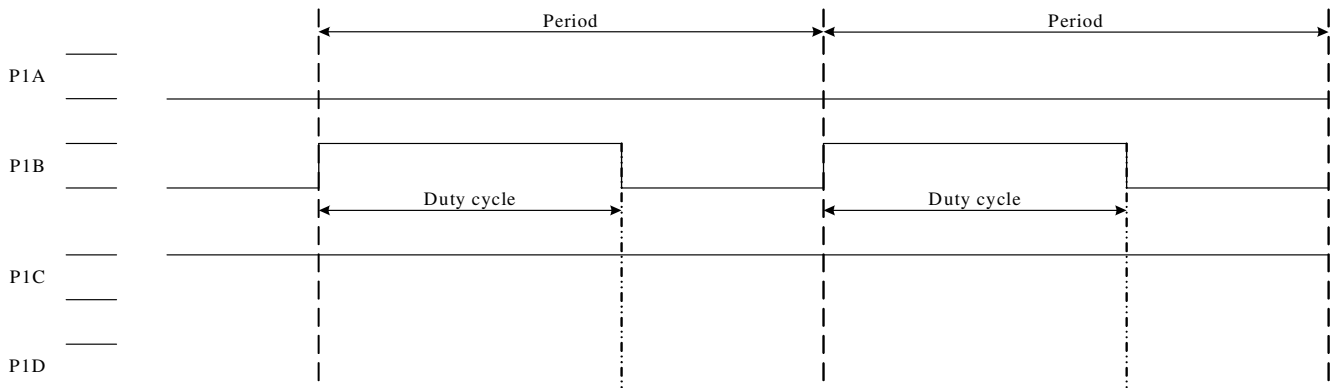 Period Period
P1A
P1B
Duty cycle Duty cycle
P1C
P1D